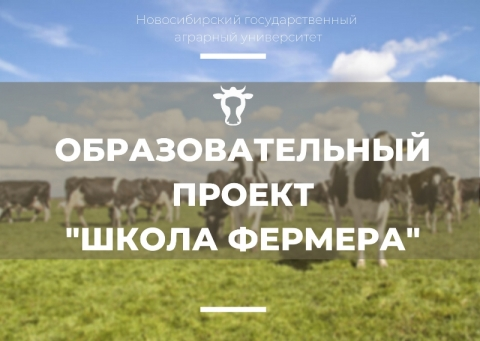 Новосибирский государственный
аграрный университет
ОБРАЗОВАТЕЛЬНЫЙ
ПРОЕКТ
"ШКОЛА ФЕРМЕРА"